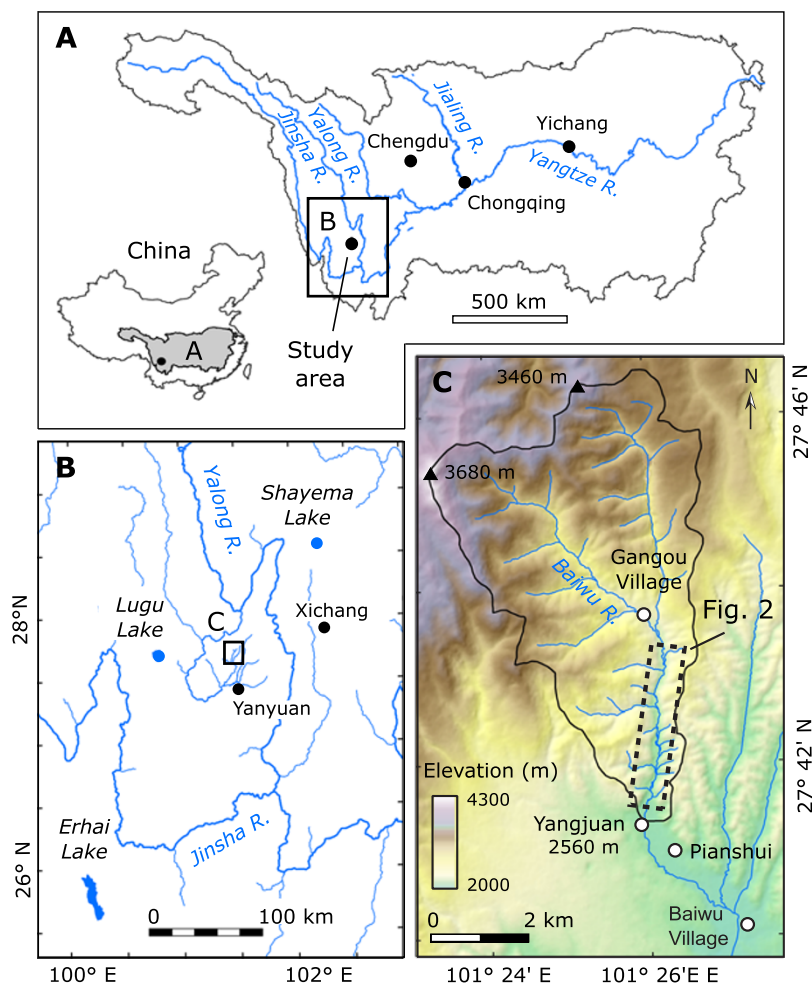 A
Jinsha R.
Yalong R.
Jialing R.
Chengdu
Yichang
Yangtze R.
Chongqing
B
China
500 km
A
Study
area
B
Yalong R.
Shayema
Lake
Lugu
Lake
C
Xichang
Yanyuan
Erhai
Lake
Jinsha R.
0 100 km
28°N
26° N
100° E 102° E
C
3460 m
N
3680 m
Gangou
Village
Baiwu R.
Fig. 2
Elevation (m)
4300
2000
Yangjuan
2560 m
Pianshui
Baiwu
Village
0 2 km
27° 46' N
27° 42' N
101° 24' E 101° 26'E E